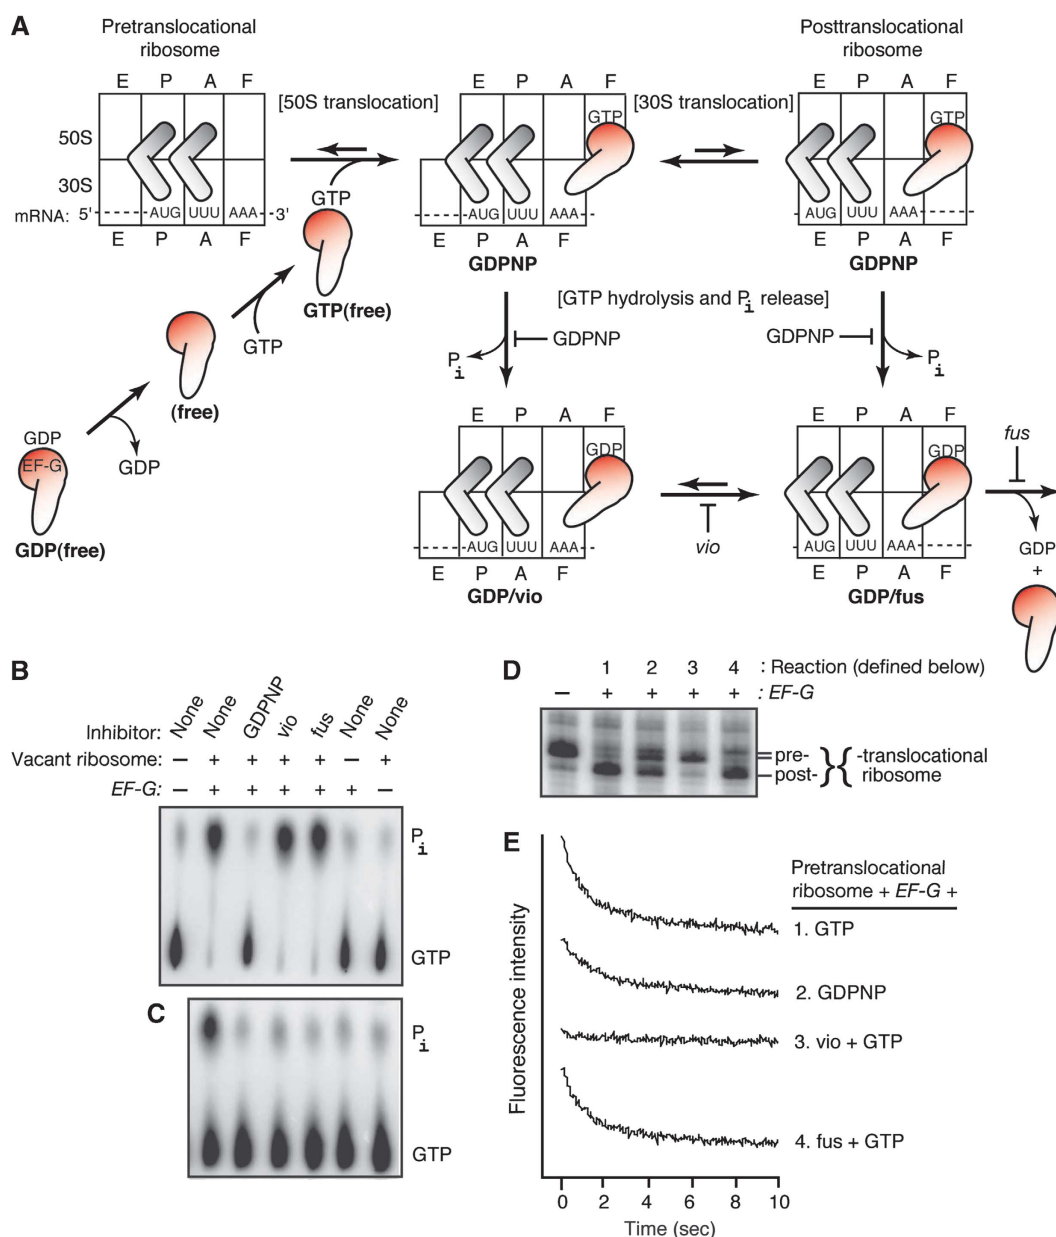 A
Pretranslocational
ribosome
Posttranslocational
ribosome
E P A F
E P A F
E P A F
[50S translocation]
[30S translocation]
GTP
GTP
50S
30S
GTP
mRNA: 5' AUG UUU AAA 3'
AUG UUU AAA
AUG UUU AAA
E P A F
E P A F
E P A F
GDPNP
GDPNP
GTP(free)
[GTP hydrolysis and Pi release]
GTP
GDPNP
GDPNP
Pi
Pi
(free)
E P A F
E P A F
GDP
GDP
GDP
GDP
fus
EF-G
GDP(free)
AUG UUU AAA
vio
AUG UUU AAA
GDP
+
E P A F
E P A F
GDP/vio
GDP/fus
B
Inhibitor: None None GDPNP vio fus None None
Vacant ribosome: – + + + + – +
EF-G: – + + + + + –
Pi
GTP
C
Pi
GTP
D
1 2 3 4 : Reaction (defined below)
– + + + + : EF-G
pre-
post-
} { -translocational
ribosome
E
Fluorescence intensity
Pretranslocational
ribosome + EF-G +
1. GTP
2. GDPNP
3. vio + GTP
4. fus + GTP
0 2 4 6 8 10
Time (sec)